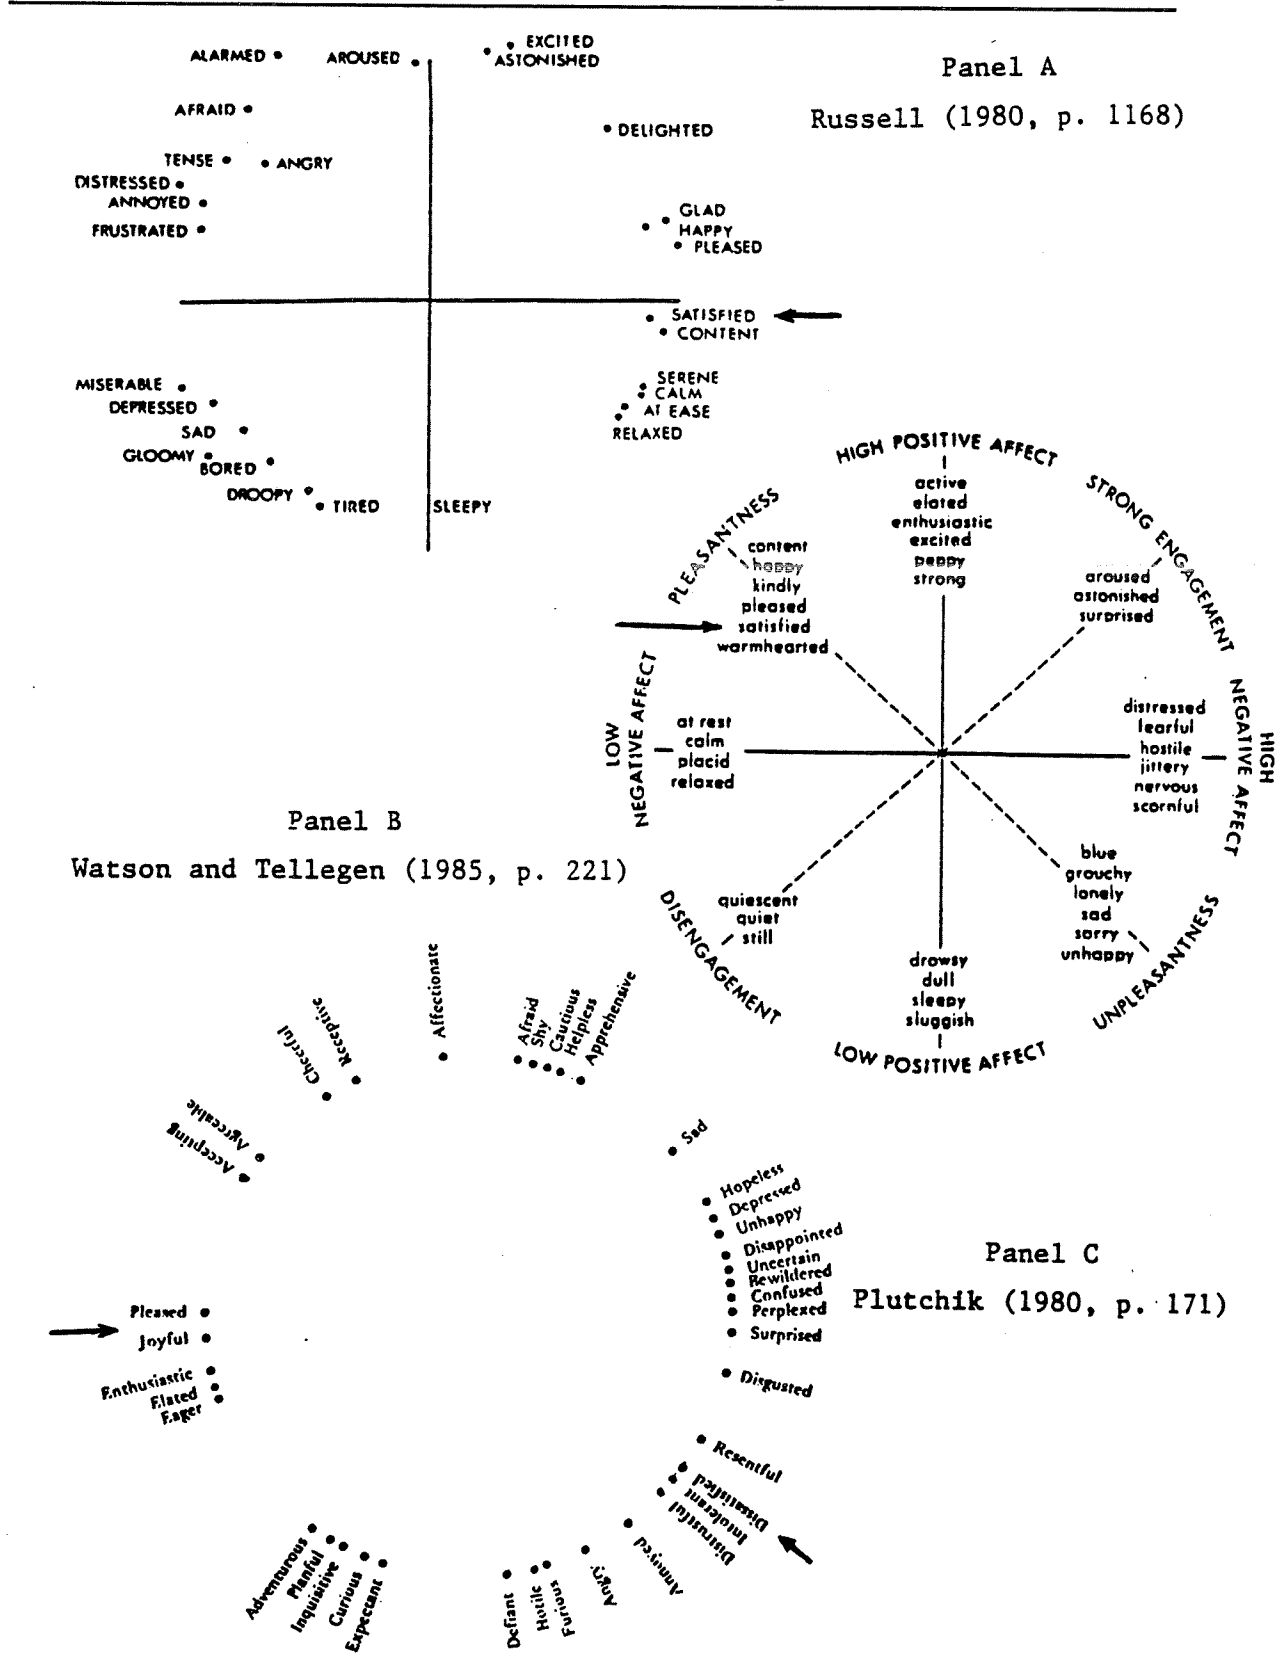 Panel A
Russell (1980, p. 1168)
ALARMED
AROUSED
EXCITED
ASTONISHED
AFRAID
DELIGHTED
TENSE
ANGRY
DISTRESSED
ANNOYED
FRUSTRATED
GLAD
HAPPY
PLEASED
SATISFIED
CONTENT
MISERABLE
DEPRESSED
SAD
GLOOMY
BORED
DROOPY
TIRED
SLEEPY
SERENE
CALM
AT EASE
RELAXED
Panel B
Watson and Tellegen (1985, p. 221)
HIGH POSITIVE AFFECT
active
elated
enthusiastic
excited
peppy
strong
STRONG ENGAGEMENT
aroused
astonished
surprised
HIGH
NEGATIVE AFFECT
distressed
fearful
hostile
jittery
nervous
scornful
UNPLEASANTNESS
blue
grouchy
lonely
sad
sorry
unhappy
LOW POSITIVE AFFECT
drowsy
dull
sleepy
sluggish
DISENGAGEMENT
quiescent
quiet
still
LOW
NEGATIVE AFFECT
at rest
calm
placid
relaxed
PLEASANTNESS
content
happy
kindly
pleased
satisfied
warmhearted
Panel C
Plutchik (1980, p. 171)
Affectionate
Afraid
Shy
Cautious
Helpless
Apprehensive
Sad
Hopeless
Depressed
Unhappy
Disappointed
Uncertain
Bewildered
Confused
Perplexed
Surprised
Disgusted
Resentful
Dissatisfied
Intolerant
Distrustful
Annoyed
Angry
Furious
Hotile
Defiant
Expectant
Curious
Inquisitive
Planful
Adventurous
Eager
Elated
Enthusiastic
Joyful
Pleased
Accepting
Agreeable
Cheerful
Receptive